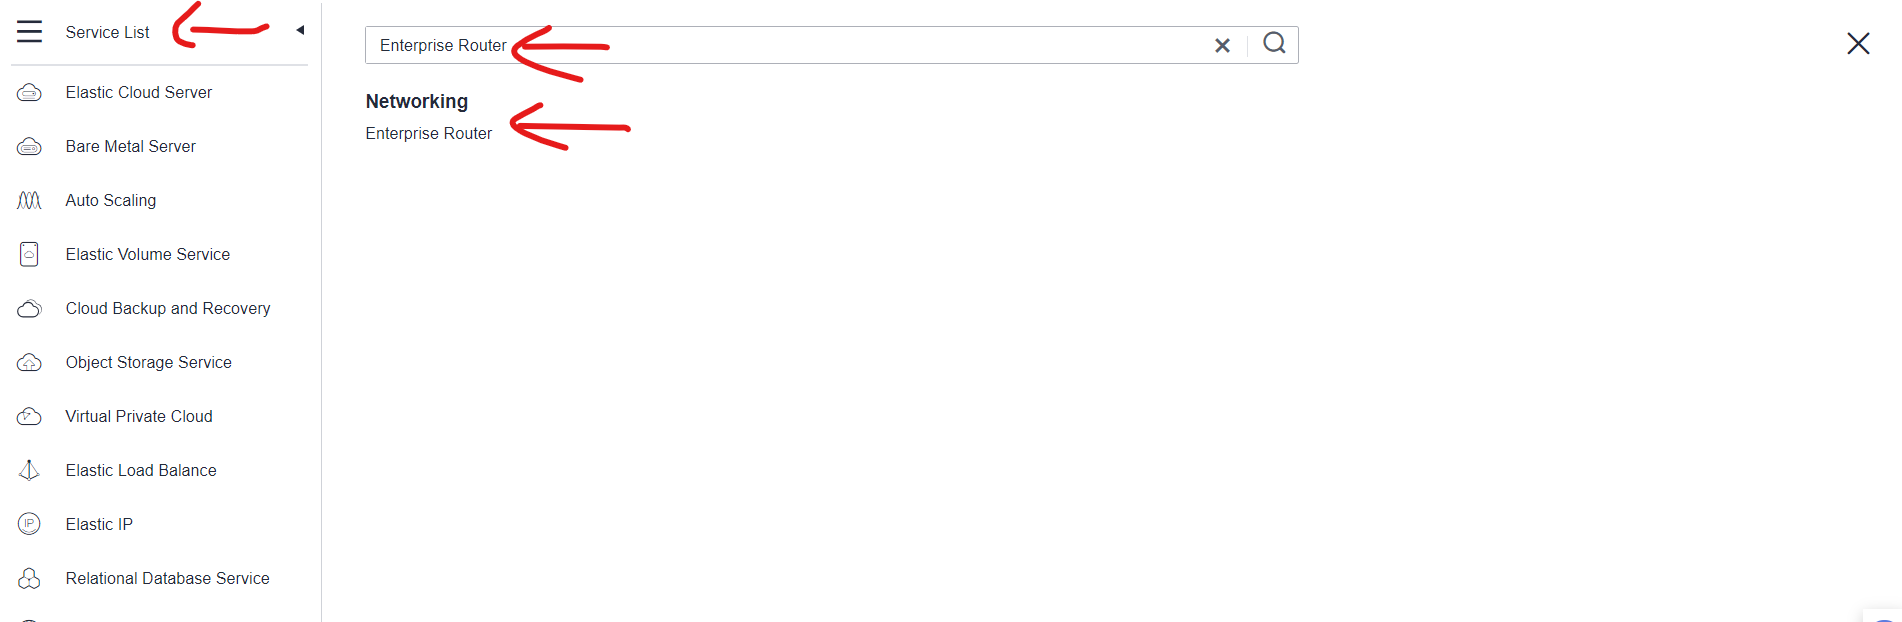 Service List
Enterprise Router
Networking
Enterprise Router
Elastic Cloud Server
Bare Metal Server
Auto Scaling
Elastic Volume Service
Cloud Backup and Recovery
Object Storage Service
Virtual Private Cloud
Elastic Load Balance
IP
Elastic IP
Relational Database Service